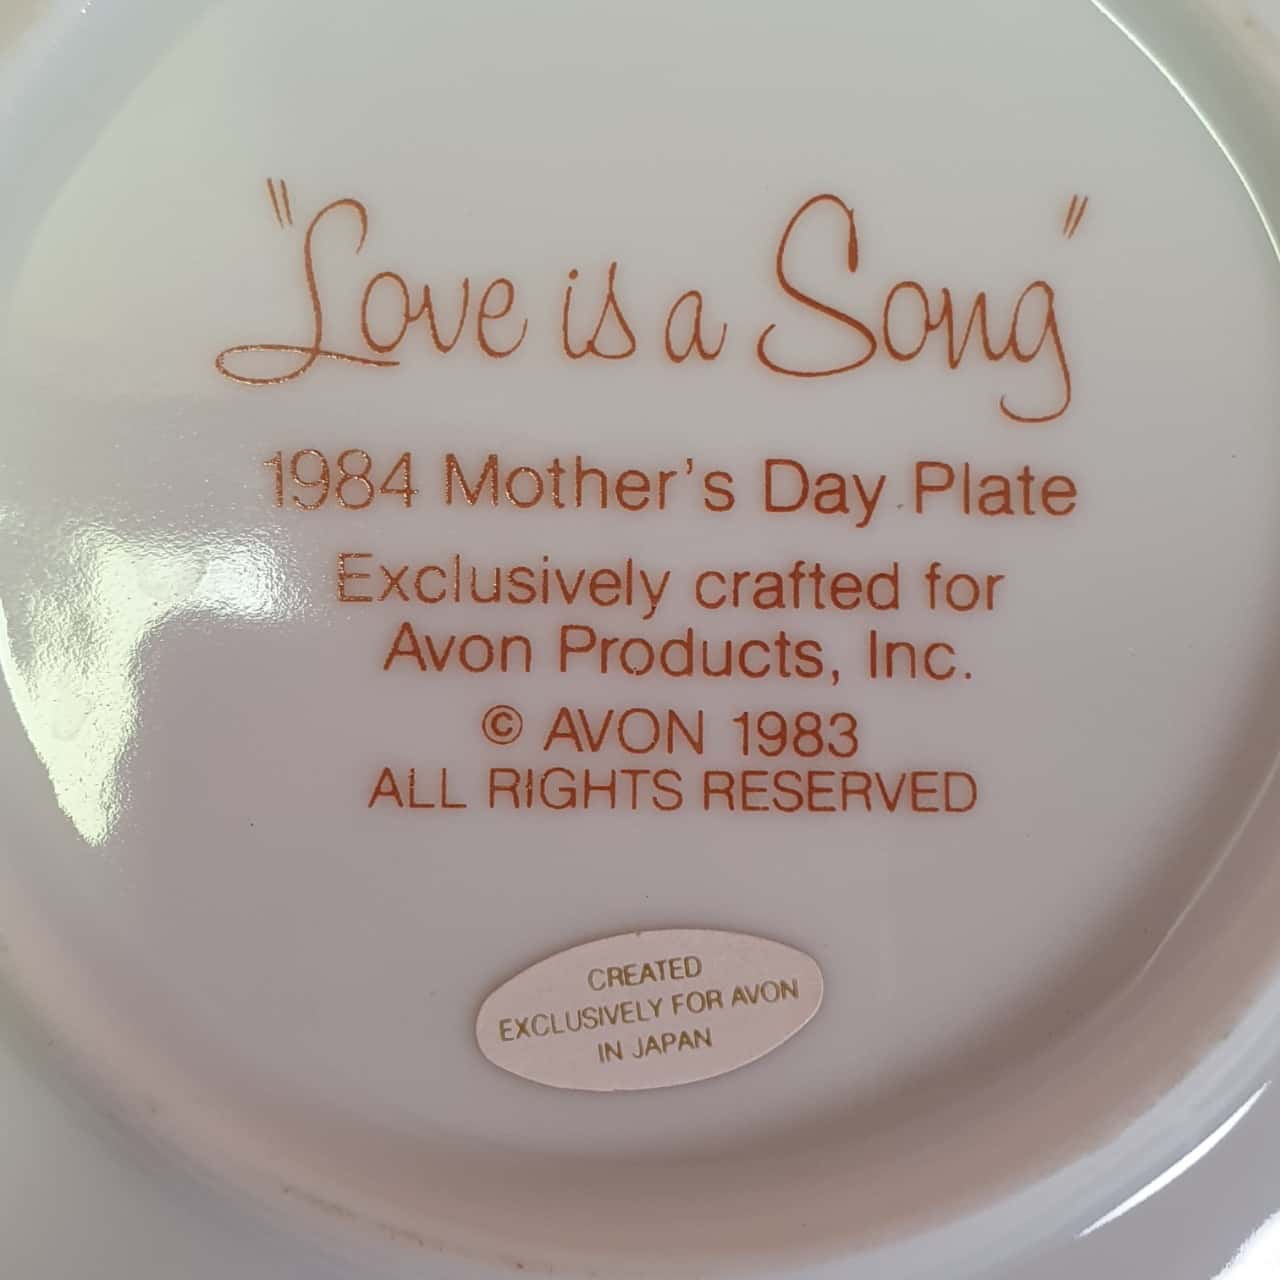 "Love is a Song"
1984 Mother's Day Plate
Exclusively crafted for
Avon Products, Inc.
© AVON 1983
ALL RIGHTS RESERVED
CREATED
EXCLUSIVELY FOR AVON
IN JAPAN